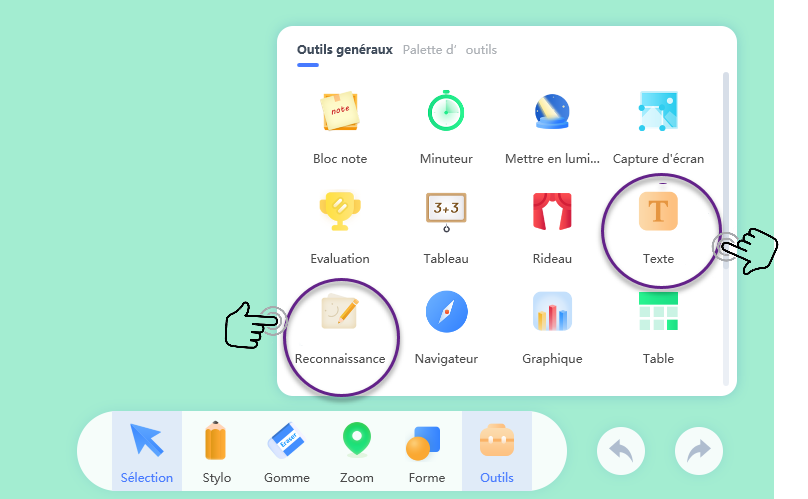 Outils genéraux Palette d' outils
note
Bloc note Minuteur Mettre en lumi... Capture d'écran
3+3 T
Evaluation Tableau Rideau Texte
Reconnaissance Navigateur Graphique Table
Eraser
Sélection Stylo Gomme Zoom Forme Outils